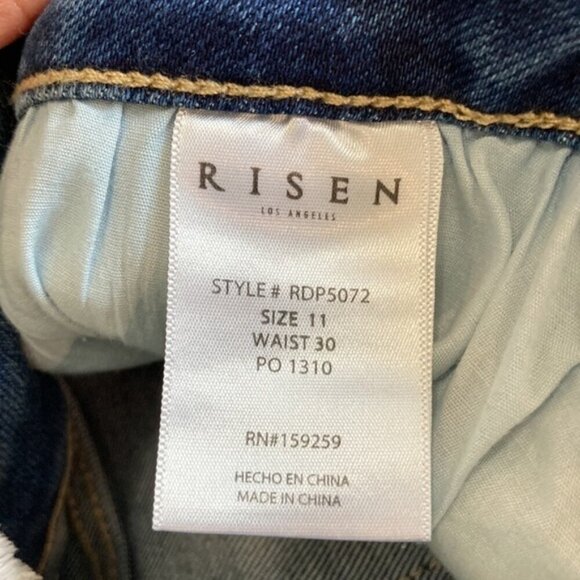 RISEN
LOS ANGELES
STYLE# RDP5072
SIZE 11
WAIST 30
PO 1310
RN#159259
HECHO EN CHINA
MADE IN CHINA